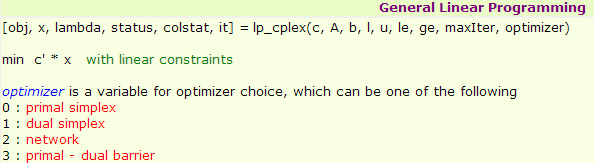 General Linear Programming
[obj, x, lambda, status, colstat, it] = lp_cplex(c, A, b, l, u, le, ge, maxIter, optimizer)
min c' * x with linear constraints
optimizer is a variable for optimizer choice, which can be one of the following
0 : primal simplex
1 : dual simplex
2 : network
3 : primal - dual barrier